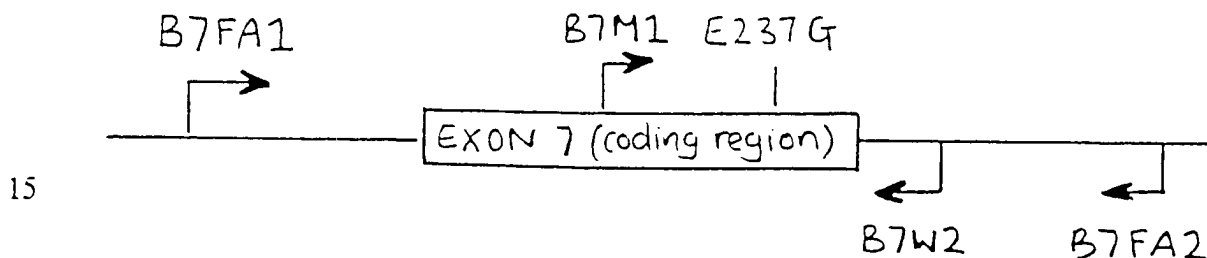 B7FA1 B7M1 E237G
EXON 7 (coding region)
15
B7W2 B7FA2